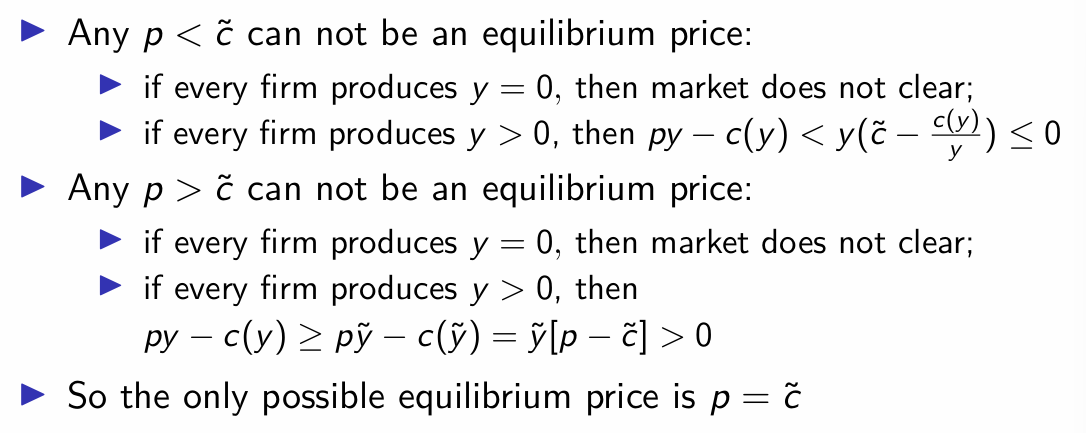 ▶ Any p < c̃ can not be an equilibrium price:
▶ if every firm produces y = 0, then market does not clear;
▶ if every firm produces y > 0, then py − c(y) < y(c̃ − c(y)/y) ≤ 0
▶ Any p > c̃ can not be an equilibrium price:
▶ if every firm produces y = 0, then market does not clear;
▶ if every firm produces y > 0, then
py − c(y) ≥ pỹ − c(ỹ) = ỹ[p − c̃] > 0
▶ So the only possible equilibrium price is p = c̃